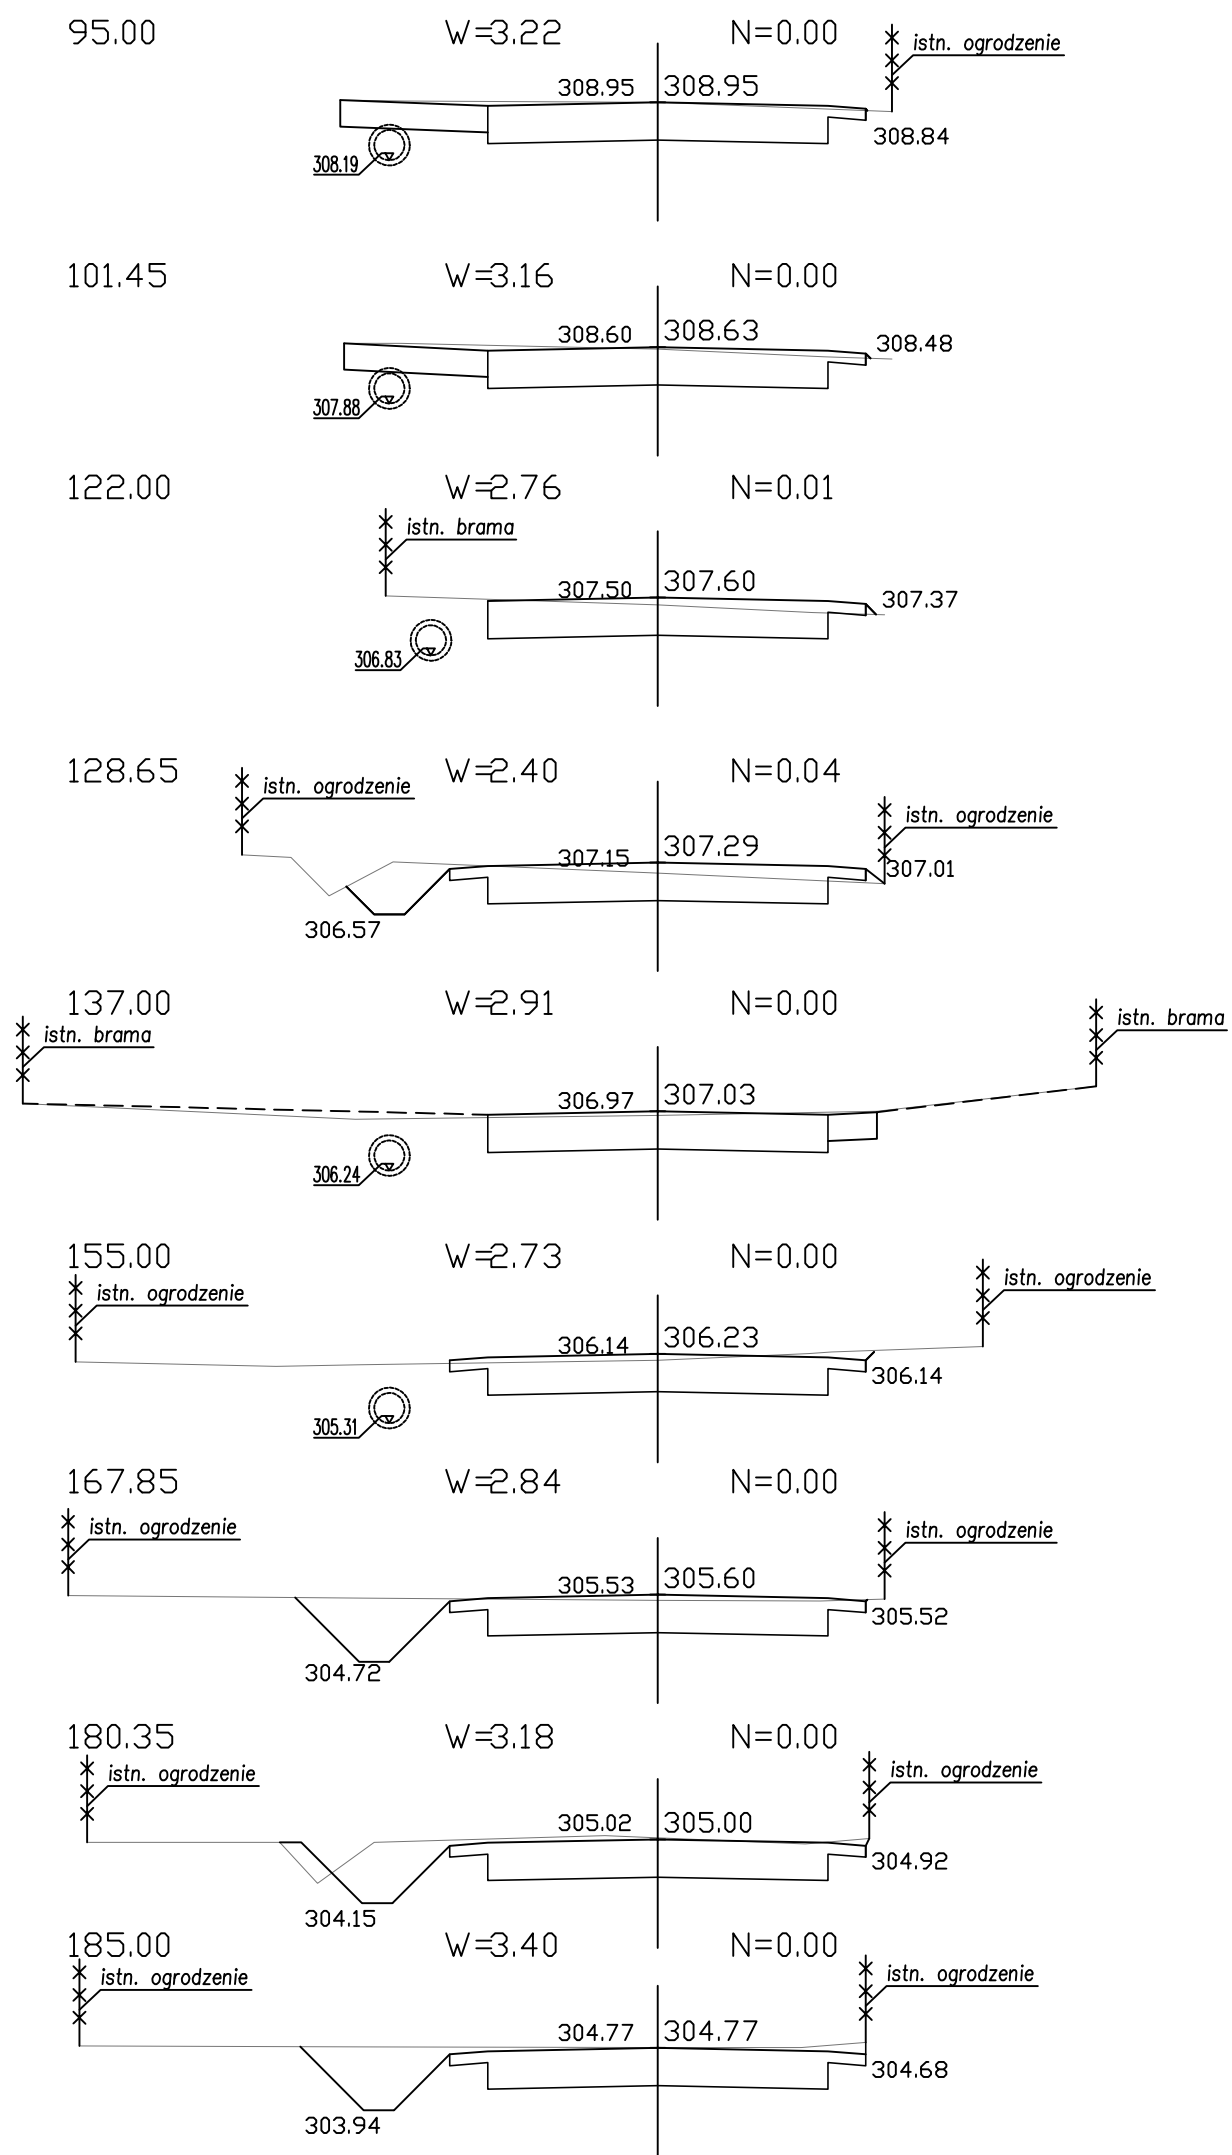 95.00 W=3.22 N=0.00
istn. ogrodzenie
308.95 308.95
308.84
308.19
101.45 W=3.16 N=0.00
308.60 308.63 308.48
307.88
122.00 W=2.76 N=0.01
istn. brama
307.50 307.60 307.37
306.83
128.65 W=2.40 N=0.04
istn. ogrodzenie
istn. ogrodzenie
307.15 307.29
307.01
306.57
137.00 W=2.91 N=0.00
istn. brama
istn. brama
306.97 307.03
306.24
155.00 W=2.73 N=0.00
istn. ogrodzenie
istn. ogrodzenie
306.14 306.23
306.14
305.31
167.85 W=2.84 N=0.00
istn. ogrodzenie
istn. ogrodzenie
305.53 305.60
305.52
304.72
180.35 W=3.18 N=0.00
istn. ogrodzenie
istn. ogrodzenie
305.02 305.00
304.92
304.15
185.00 W=3.40 N=0.00
istn. ogrodzenie
istn. ogrodzenie
304.77 304.77
304.68
303.94